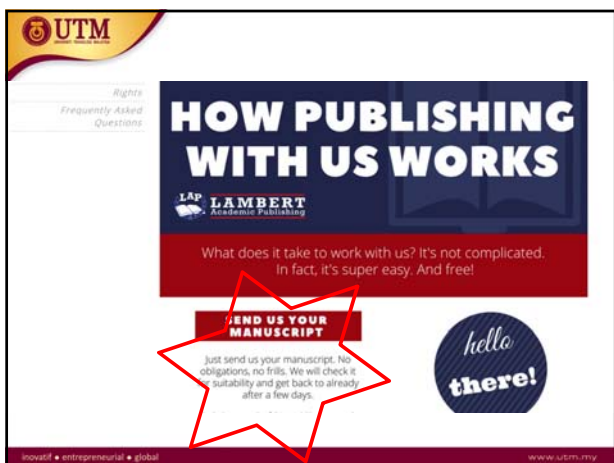 UTM
UNIVERSITI TEKNOLOGI MALAYSIA
Rights
Frequently Asked
Questions
HOW PUBLISHING
WITH US WORKS
LAP LAMBERT
Academic Publishing
What does it take to work with us? It's not complicated.
In fact, it's super easy. And free!
SEND US YOUR
MANUSCRIPT
Just send us your manuscript. No
obligations, no frills. We will check it
for suitability and get back to already
after a few days.
hello
there!
inovatif ● entrepreneurial ● global
www.utm.my